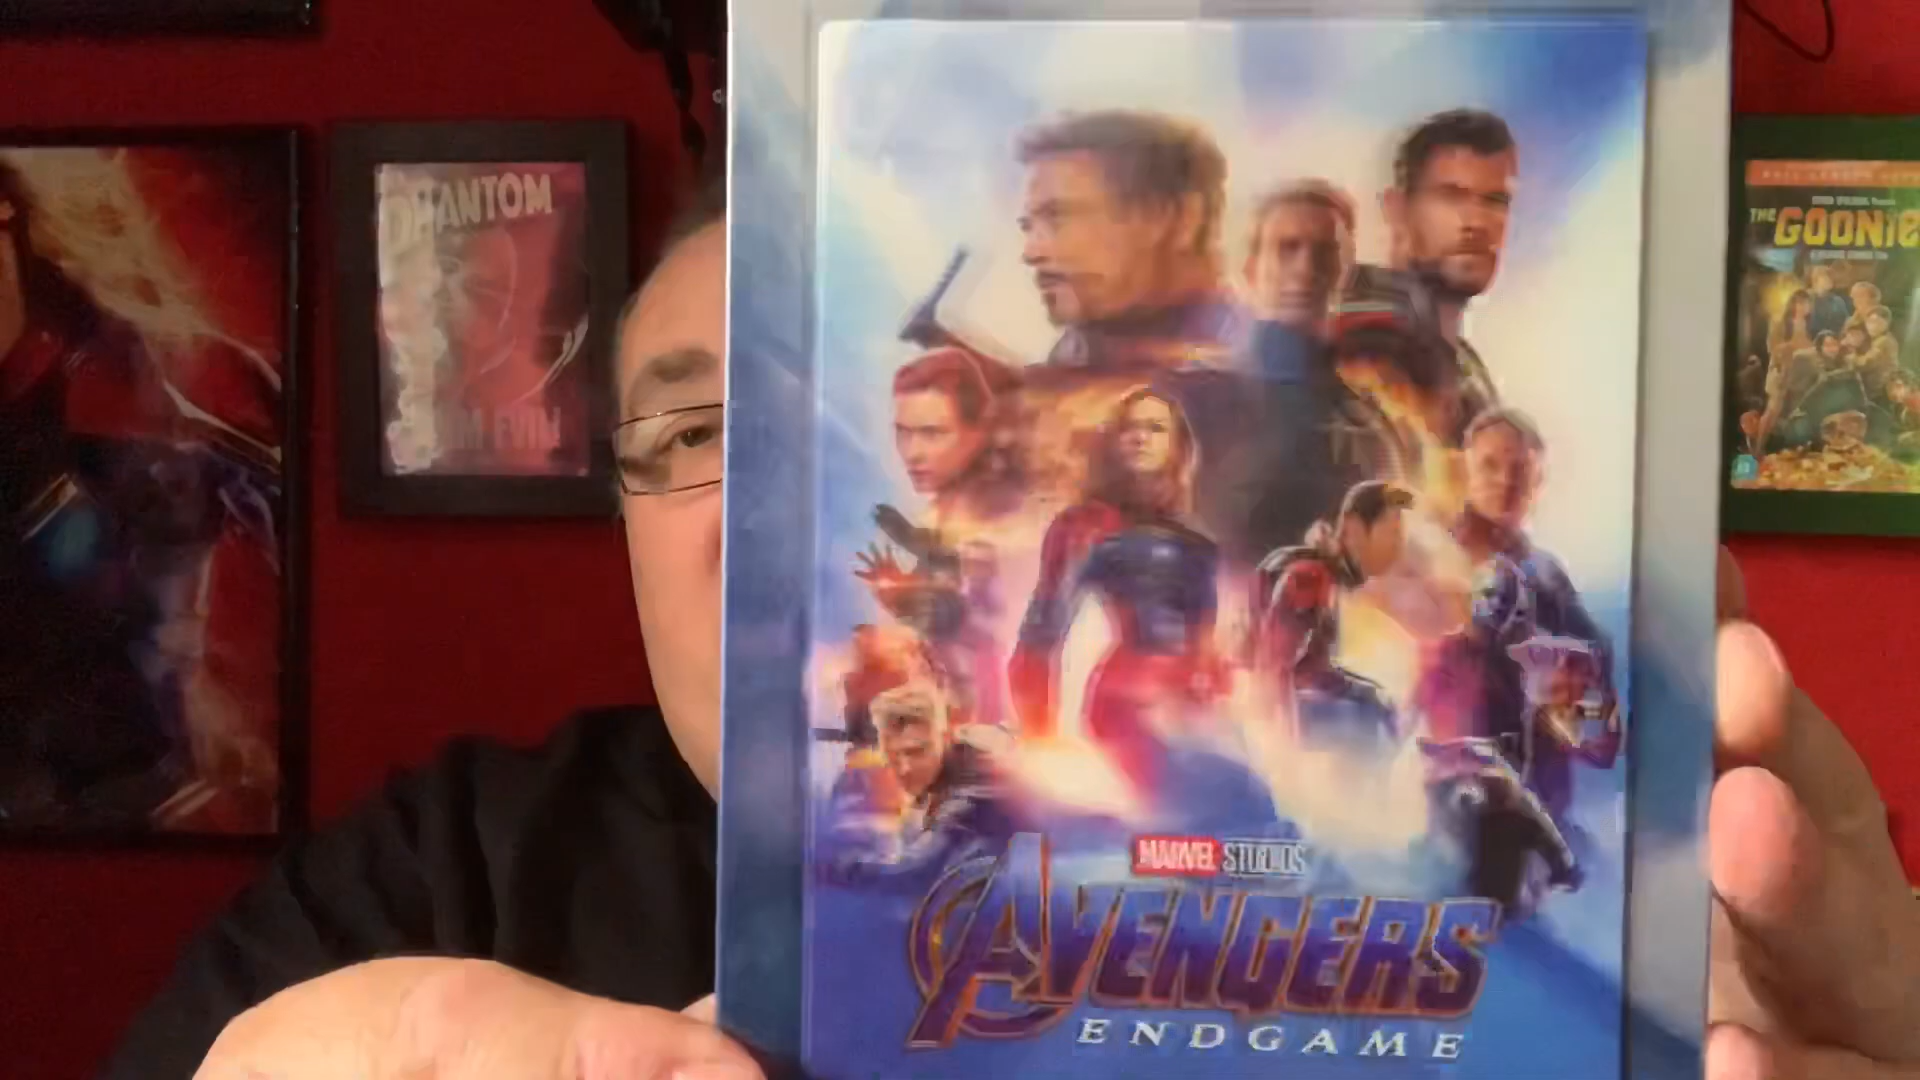 PHANTOM
THE
GOONIE
MARVEL STUDIOS
AVENGERS
ENDGAME